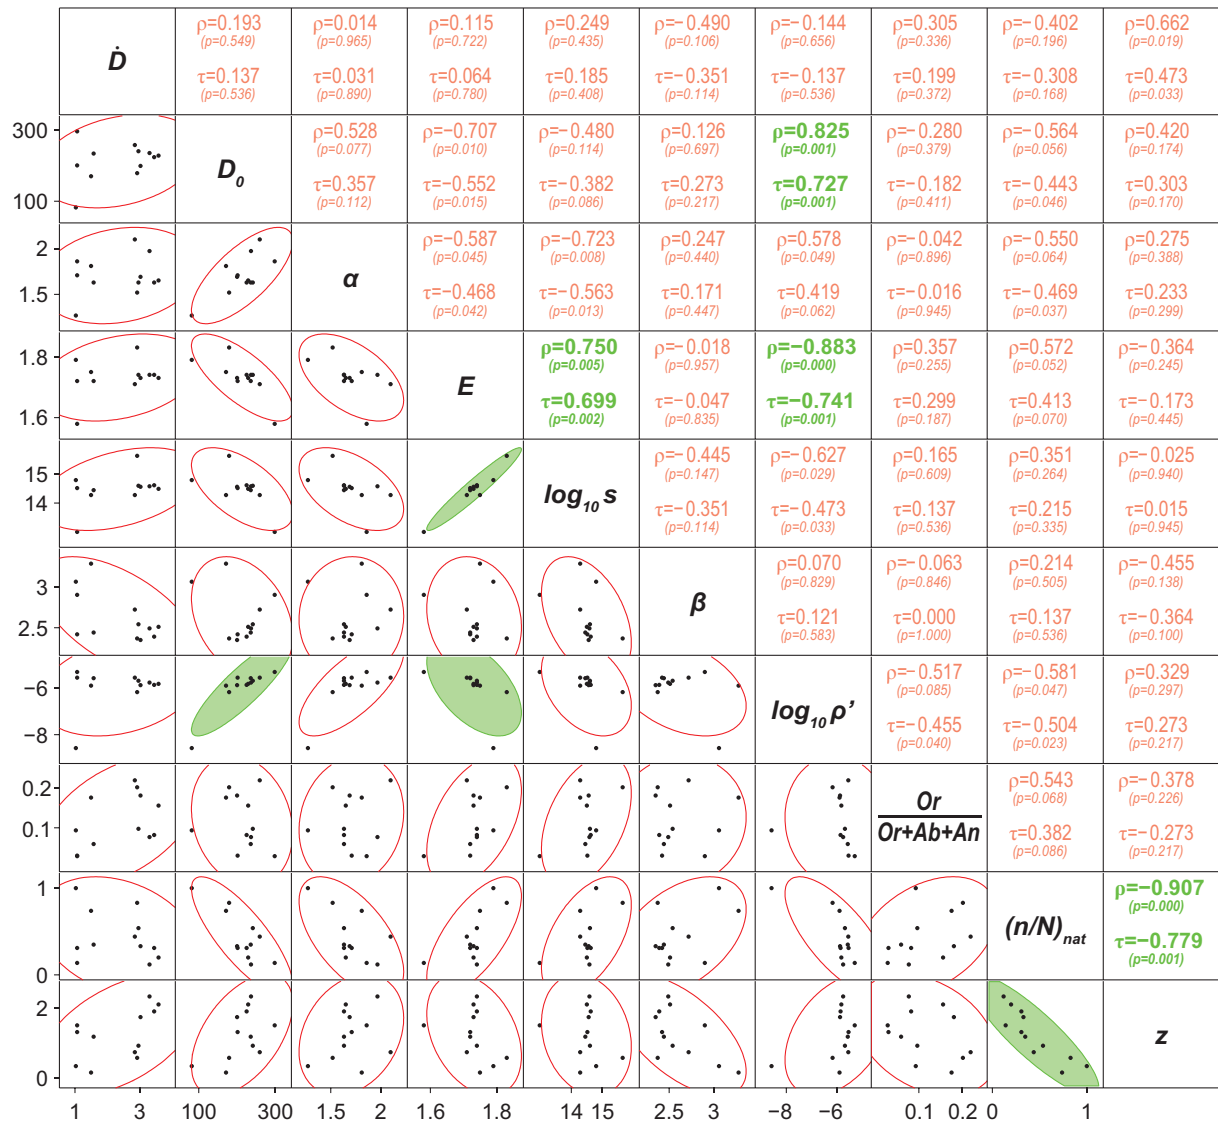 Ḋ
ρ=0.193 ρ=0.014 ρ=0.115 ρ=0.249 ρ=−0.490 ρ=−0.144 ρ=0.305 ρ=−0.402 ρ=0.662
(p=0.549) (p=0.965) (p=0.722) (p=0.435) (p=0.106) (p=0.656) (p=0.336) (p=0.196) (p=0.019)
τ=0.137 τ=0.031 τ=0.064 τ=0.185 τ=−0.351 τ=−0.137 τ=0.199 τ=−0.308 τ=0.473
(p=0.536) (p=0.890) (p=0.780) (p=0.408) (p=0.114) (p=0.536) (p=0.372) (p=0.168) (p=0.033)
300
100
D₀
ρ=0.528 ρ=−0.707 ρ=−0.480 ρ=0.126 ρ=0.825 ρ=−0.280 ρ=−0.564 ρ=0.420
(p=0.077) (p=0.010) (p=0.114) (p=0.697) (p=0.001) (p=0.379) (p=0.056) (p=0.174)
τ=0.357 τ=−0.552 τ=−0.382 τ=0.273 τ=0.727 τ=−0.182 τ=−0.443 τ=0.303
(p=0.112) (p=0.015) (p=0.086) (p=0.217) (p=0.001) (p=0.411) (p=0.046) (p=0.170)
2
1.5
α
ρ=−0.587 ρ=−0.723 ρ=0.247 ρ=0.578 ρ=−0.042 ρ=−0.550 ρ=0.275
(p=0.045) (p=0.008) (p=0.440) (p=0.049) (p=0.896) (p=0.064) (p=0.388)
τ=−0.468 τ=−0.563 τ=0.171 τ=0.419 τ=−0.016 τ=−0.469 τ=0.233
(p=0.042) (p=0.013) (p=0.447) (p=0.062) (p=0.945) (p=0.037) (p=0.299)
1.8
1.6
E
ρ=0.750 ρ=−0.018 ρ=−0.883 ρ=0.357 ρ=0.572 ρ=−0.364
(p=0.005) (p=0.957) (p=0.000) (p=0.255) (p=0.052) (p=0.245)
τ=0.699 τ=−0.047 τ=−0.741 τ=0.299 τ=0.413 τ=−0.173
(p=0.002) (p=0.835) (p=0.001) (p=0.187) (p=0.070) (p=0.445)
15
14
log₁₀ s
ρ=−0.445 ρ=−0.627 ρ=0.165 ρ=0.351 ρ=−0.025
(p=0.147) (p=0.029) (p=0.609) (p=0.264) (p=0.940)
τ=−0.351 τ=−0.473 τ=0.137 τ=0.215 τ=0.015
(p=0.114) (p=0.033) (p=0.536) (p=0.335) (p=0.945)
3
2.5
β
ρ=0.070 ρ=−0.063 ρ=0.214 ρ=−0.455
(p=0.829) (p=0.846) (p=0.505) (p=0.138)
τ=0.121 τ=0.000 τ=0.137 τ=−0.364
(p=0.583) (p=1.000) (p=0.536) (p=0.100)
−6
−8
log₁₀ ρ’
ρ=−0.517 ρ=−0.581 ρ=0.329
(p=0.085) (p=0.047) (p=0.297)
τ=−0.455 τ=−0.504 τ=0.273
(p=0.040) (p=0.023) (p=0.217)
0.2
0.1
Or
Or+Ab+An
ρ=0.543 ρ=−0.378
(p=0.068) (p=0.226)
τ=0.382 τ=−0.273
(p=0.086) (p=0.217)
1
0
(n/N)nat
ρ=−0.907
(p=0.000)
τ=−0.779
(p=0.001)
2
0
z
1 3 100 300 1.5 2 1.6 1.8 14 15 2.5 3 −8 −6 0.1 0.2 0 1